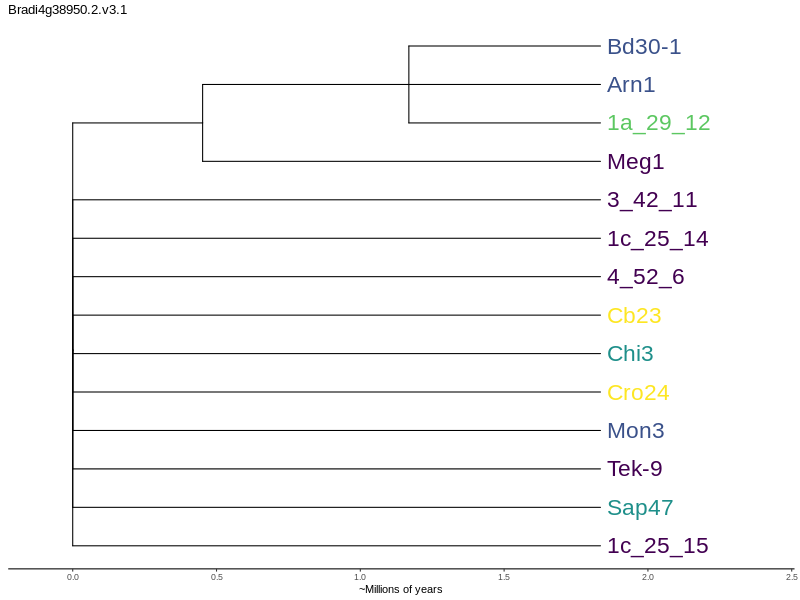 Bradi4g38950.2.v3.1
Bd30-1
Arn1
1a_29_12
Meg1
3_42_11
1c_25_14
4_52_6
Cb23
Chi3
Cro24
Mon3
Tek-9
Sap47
1c_25_15
0.0 0.5 1.0 1.5 2.0 2.5
~Millions of years